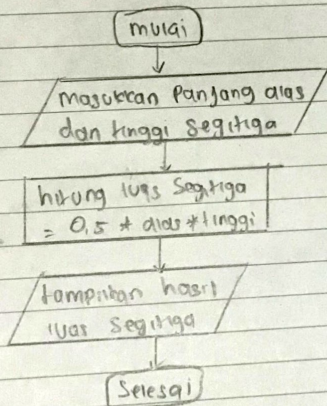 mulai
masukkan Panjang alas
dan tinggi segitiga
hitung luas Segitiga
= 0,5 * alas * tinggi
tampilkan hasil
luas segitiga
Selesai